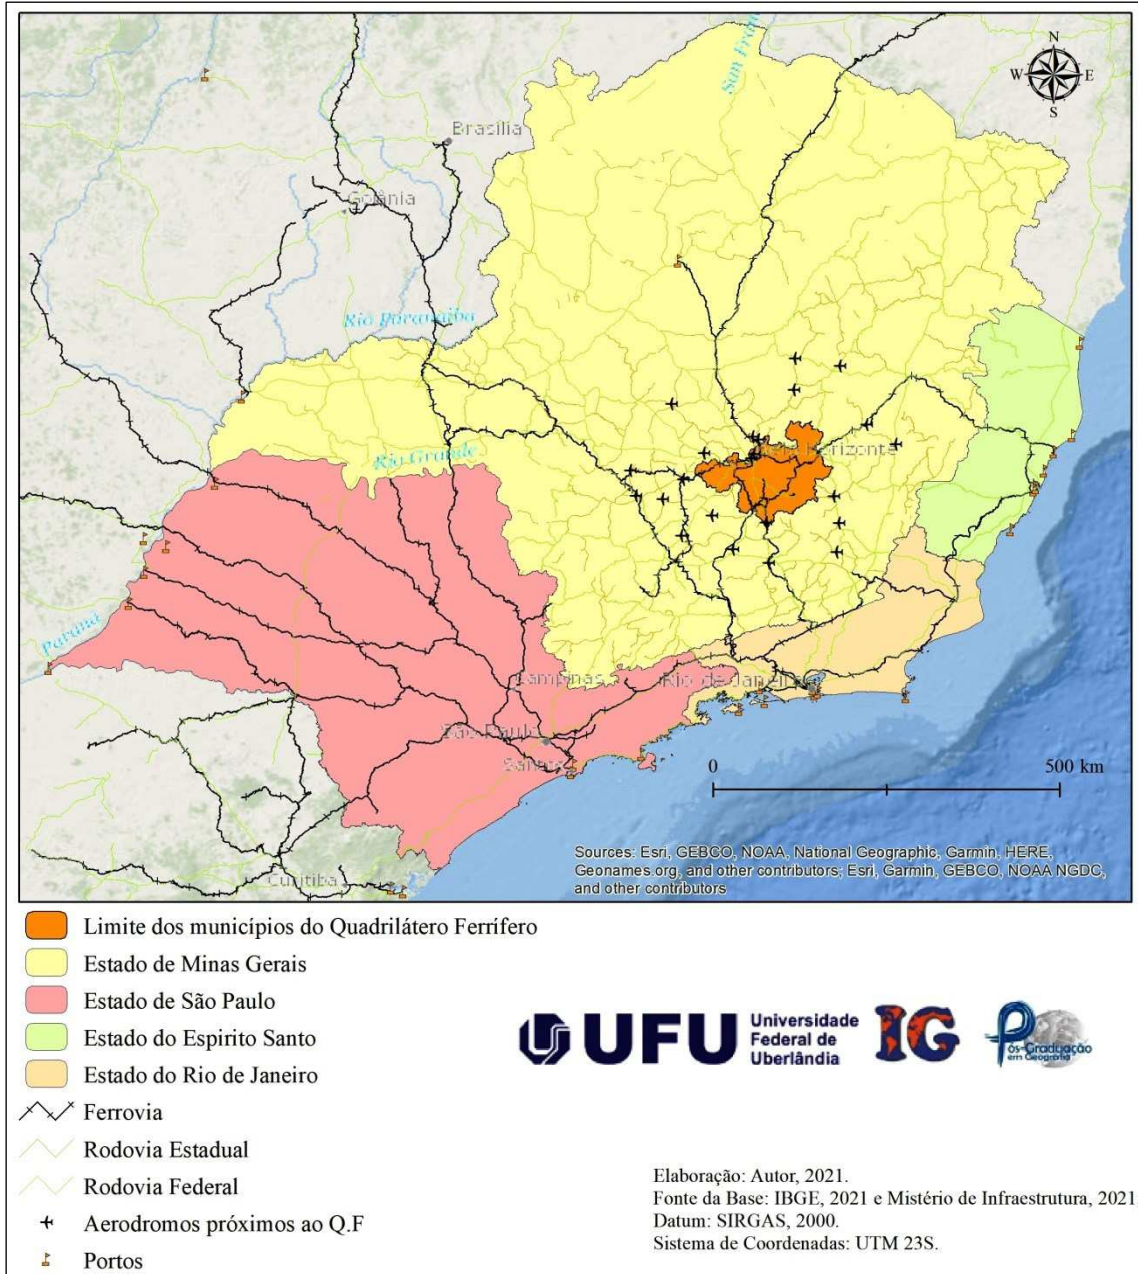 N
W E
S
San Fran
Brasília
Goiânia
Rio Paranaíba
Rio Grande
Horizonte
Paraná
Campinas
Rio de Janeiro
São Paulo
Santos
Curitiba
0 500 km
Sources: Esri, GEBCO, NOAA, National Geographic, Garmin, HERE,
Geonames.org, and other contributors; Esri, Garmin, GEBCO, NOAA NGDC,
and other contributors
Limite dos municípios do Quadrilátero Ferrífero
Estado de Minas Gerais
Estado de São Paulo
Estado do Espirito Santo
Estado do Rio de Janeiro
Ferrovia
Rodovia Estadual
Rodovia Federal
Aerodromos próximos ao Q.F
Portos
UFU
Universidade
Federal de
Uberlândia
IG
Pós-Graduação
em Geografia
Elaboração: Autor, 2021.
Fonte da Base: IBGE, 2021 e Mistério de Infraestrutura, 2021
Datum: SIRGAS, 2000.
Sistema de Coordenadas: UTM 23S.